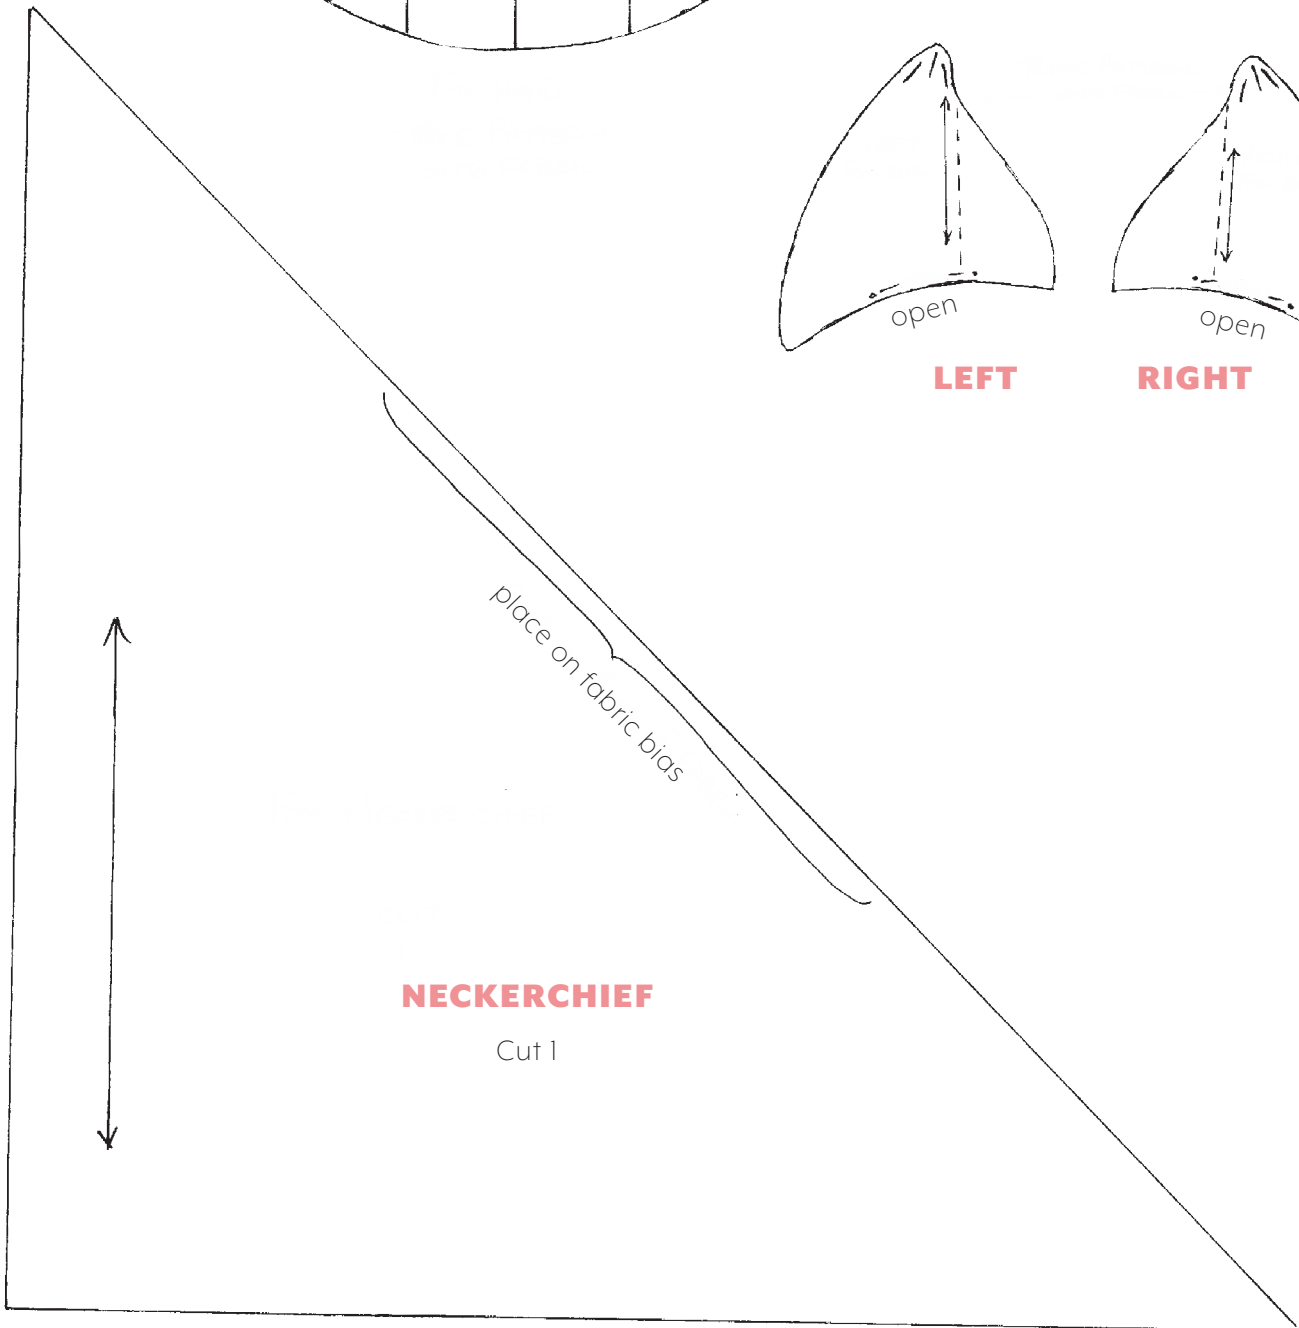 open
open
LEFT
RIGHT
place on fabric bias
NECKERCHIEF
Cut 1